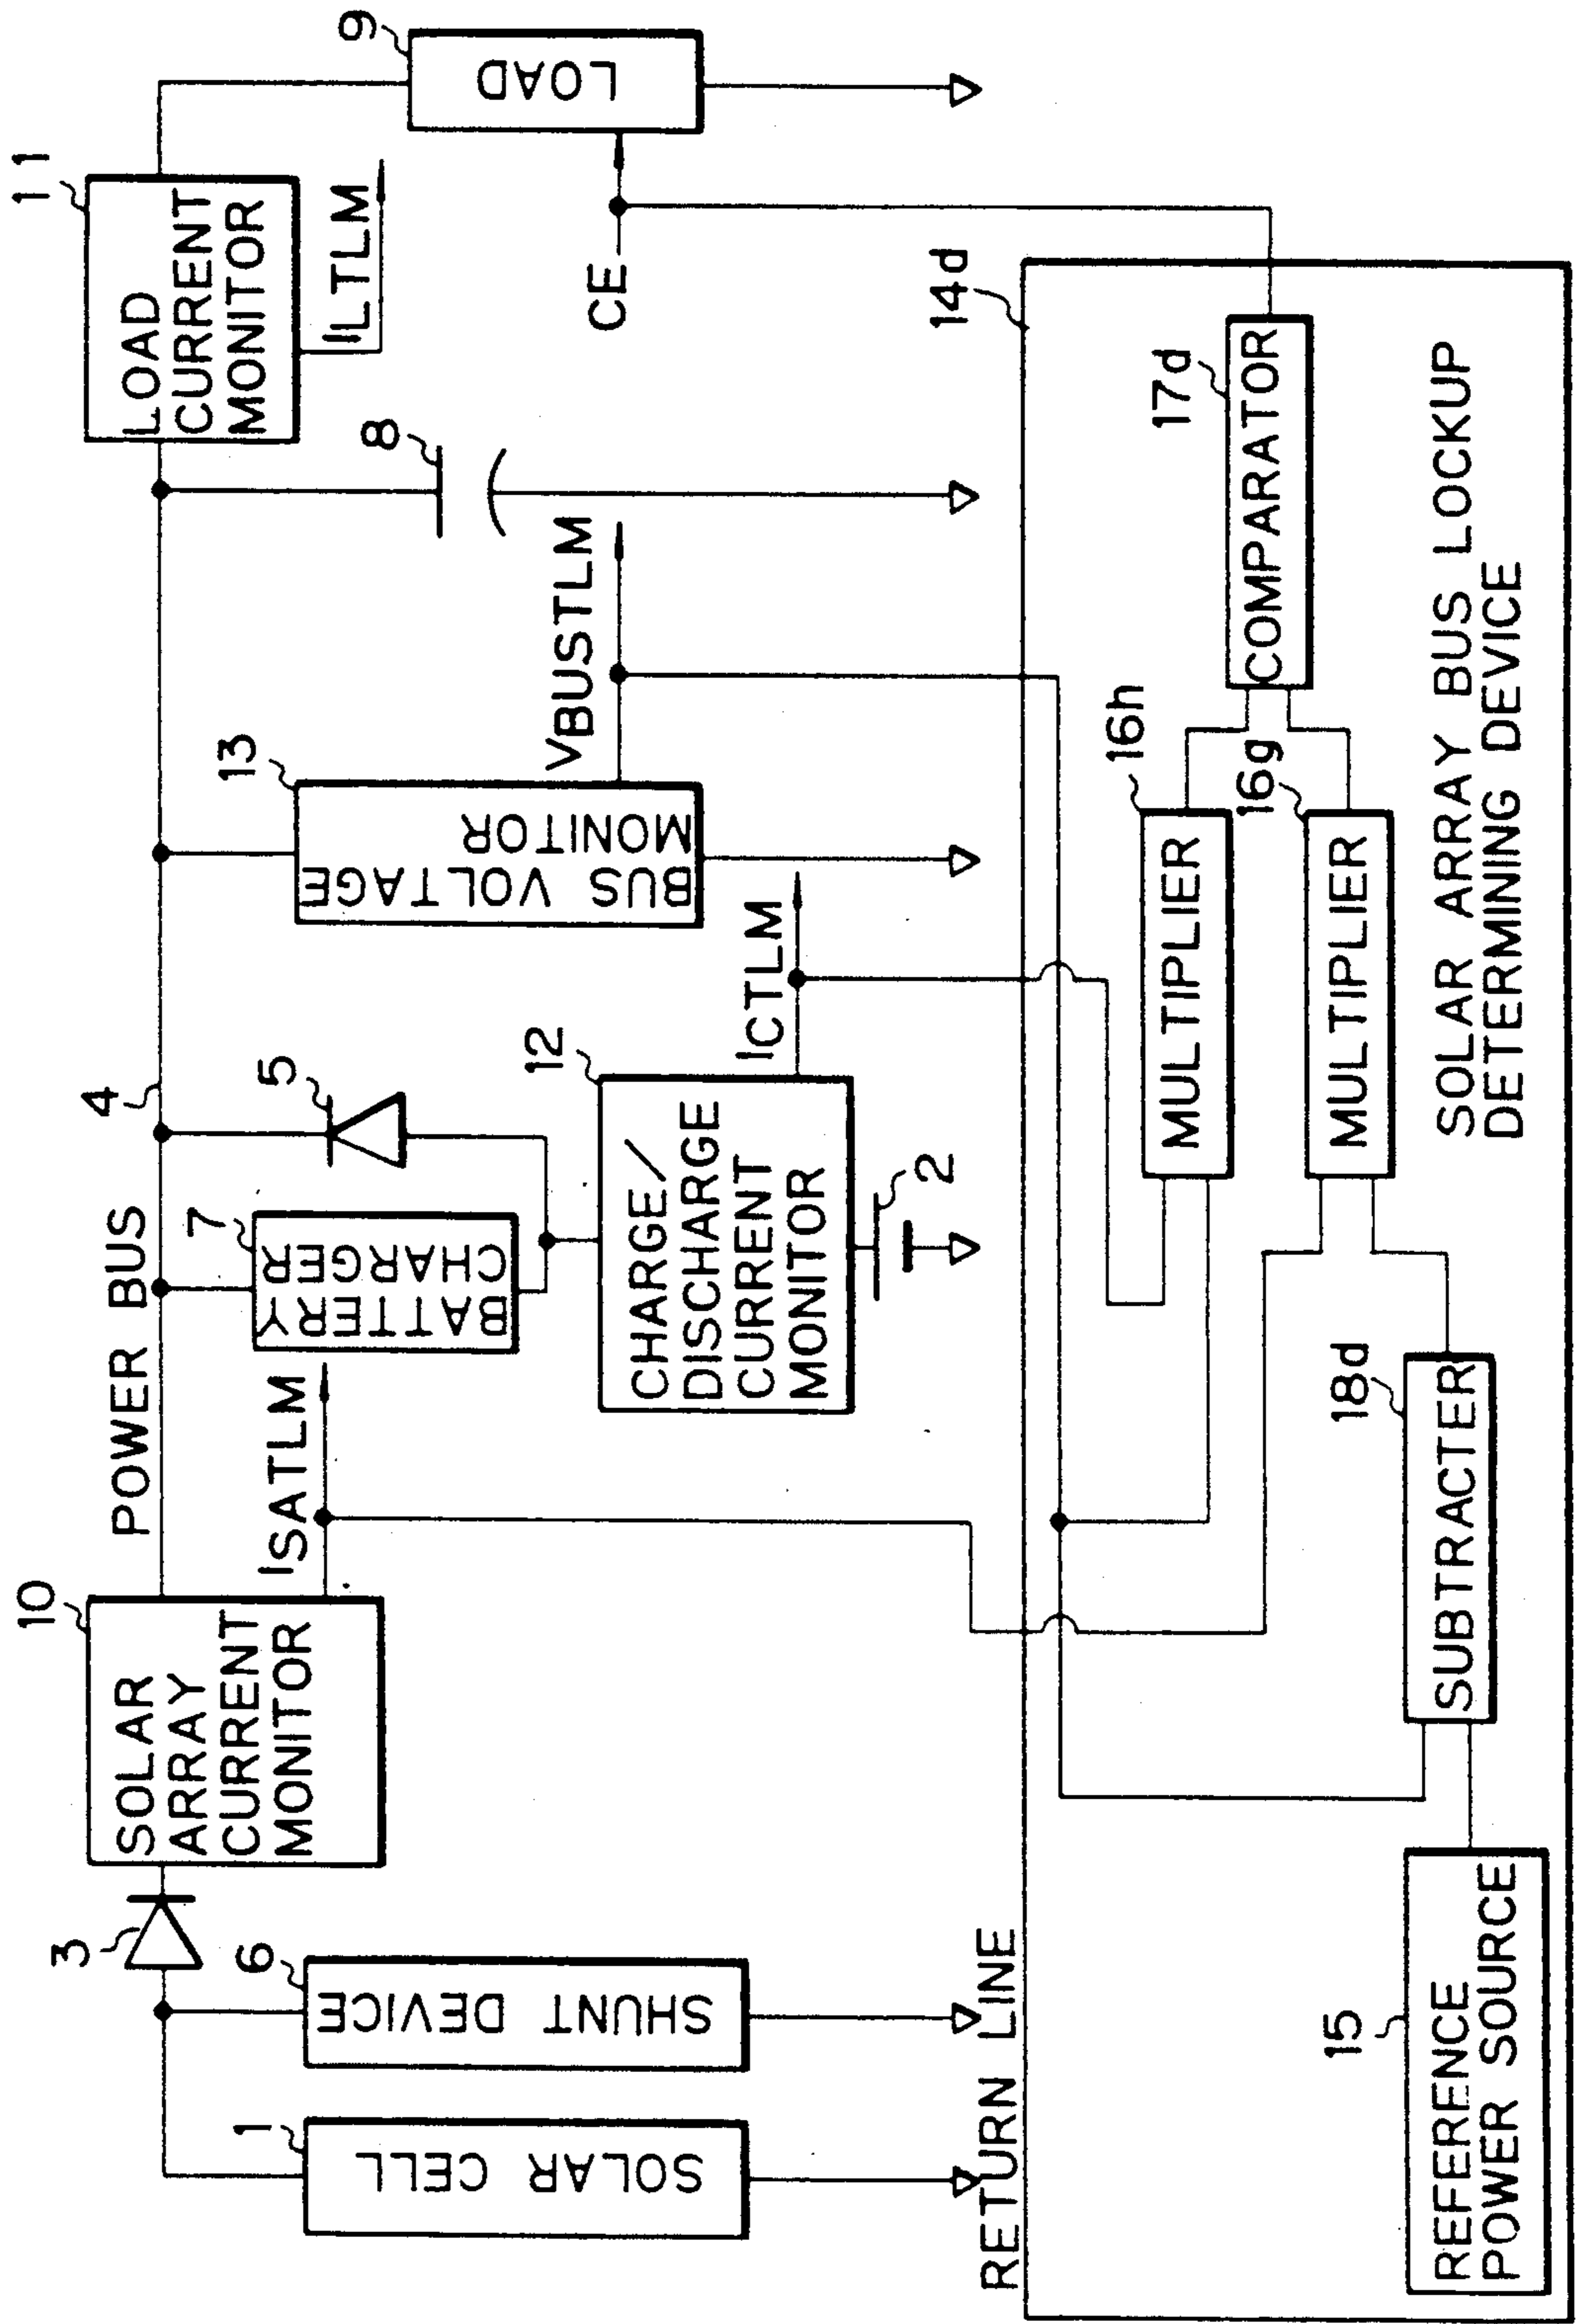 10
SOLAR
ARRAY
CURRENT
MONITOR
3
POWER BUS
4
11
LOAD
CURRENT
MONITOR
ISATLM
ILTLM
6
SHUNT DEVICE
1
SOLAR CELL
7
BATTERY
CHARGER
5
12
CHARGE/
DISCHARGE
CURRENT
MONITOR
2
ICTLM
13
BUS VOLTAGE
MONITOR
VBUSTLM
8
9
LOAD
CE
RETURN LINE
14d
15
REFERENCE
POWER SOURCE
18d
SUBTRACTER
16h
MULTIPLIER
16g
MULTIPLIER
17d
COMPARATOR
SOLAR ARRAY BUS LOCKUP
DETERMINING DEVICE